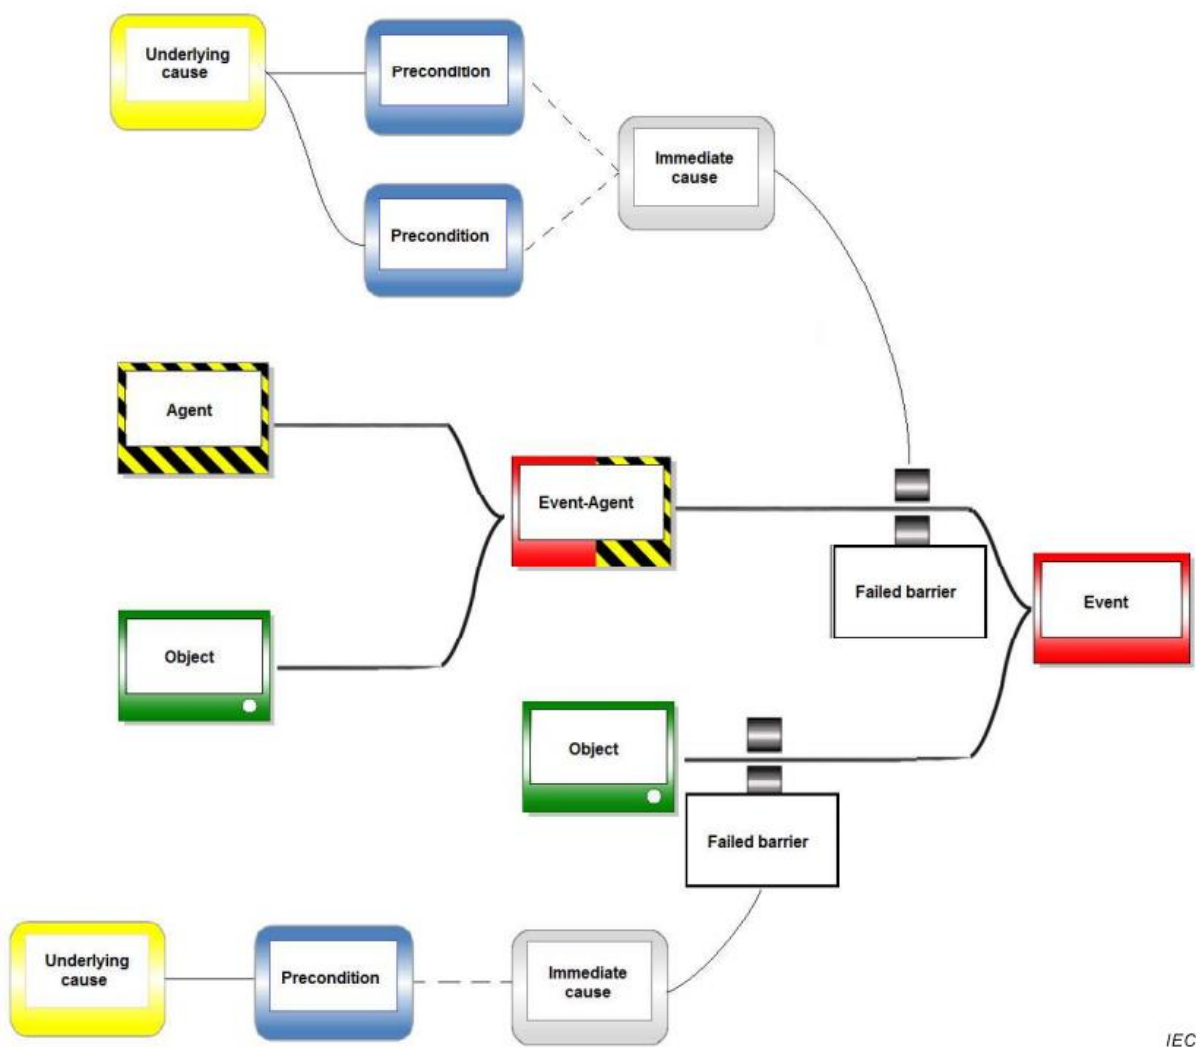 Underlying
cause
Precondition
Immediate
cause
Precondition
Agent
Event-Agent
Failed barrier
Event
Object
Object
Failed barrier
Underlying
cause
Precondition
Immediate
cause
IEC